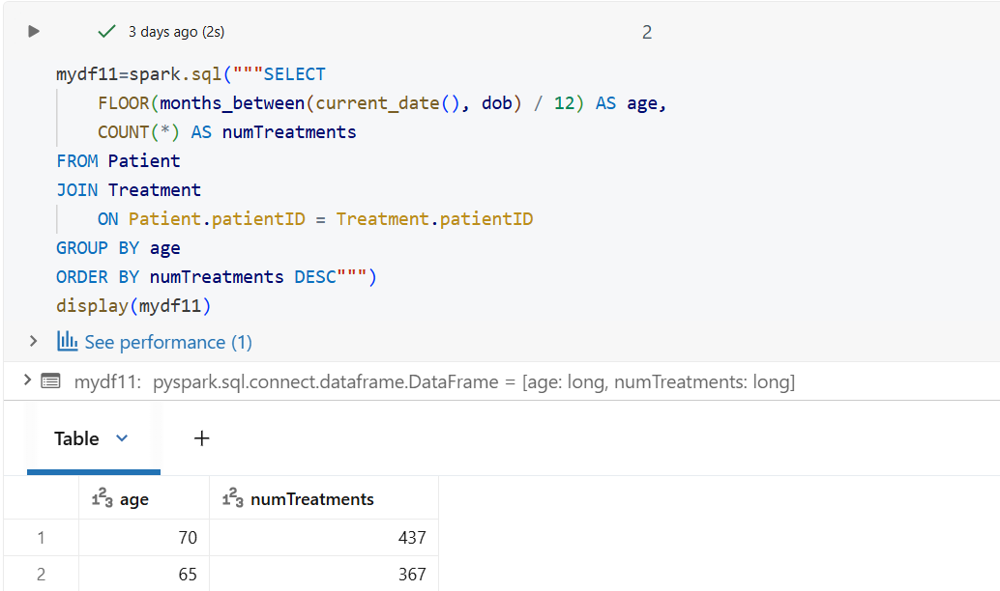 3 days ago (2s)
2
mydf11=spark.sql("""SELECT
FLOOR(months_between(current_date(), dob) / 12) AS age,
COUNT(*) AS numTreatments
FROM Patient
JOIN Treatment
ON Patient.patientID = Treatment.patientID
GROUP BY age
ORDER BY numTreatments DESC""")
display(mydf11)
See performance (1)
mydf11: pyspark.sql.connect.dataframe.DataFrame = [age: long, numTreatments: long]
Table +
123 age 123 numTreatments
1 70 437
2 65 367